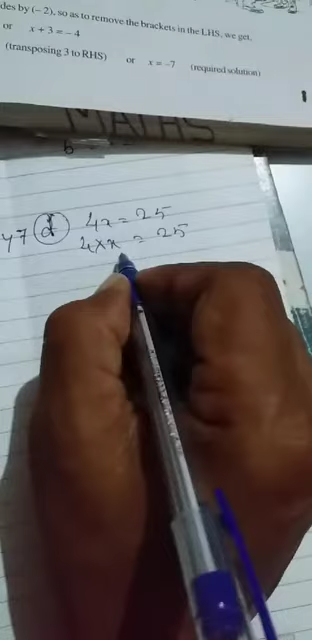 des by (– 2), so as to remove the brackets in the LHS, we get,
or x + 3 = – 4
(transposing 3 to RHS) or x = –7 (required solution)
MATHS
b
47 d 4x = 25
4×x = 25